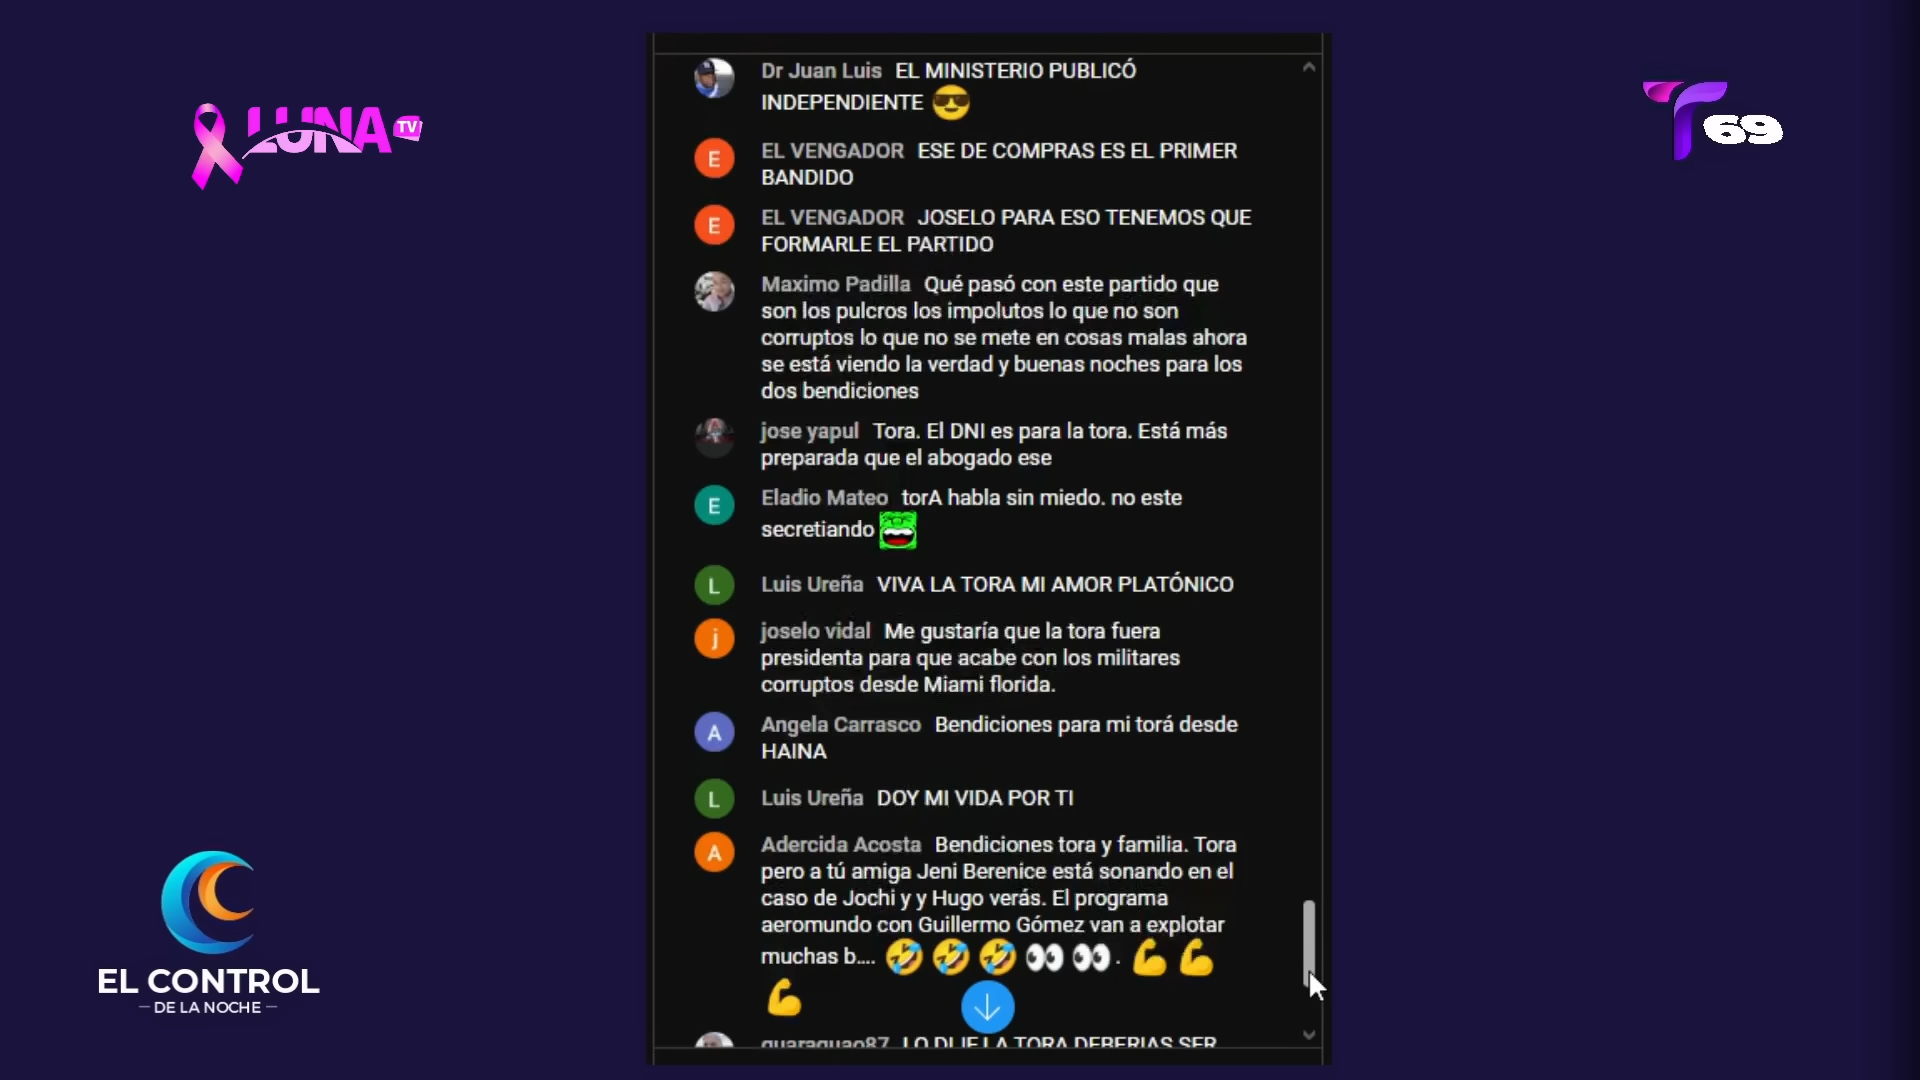 LUNA TV
T 69
Dr Juan Luis EL MINISTERIO PUBLICÓ
INDEPENDIENTE
E EL VENGADOR ESE DE COMPRAS ES EL PRIMER
BANDIDO
E EL VENGADOR JOSELO PARA ESO TENEMOS QUE
FORMARLE EL PARTIDO
Maximo Padilla Qué pasó con este partido que
son los pulcros los impolutos lo que no son
corruptos lo que no se mete en cosas malas ahora
se está viendo la verdad y buenas noches para los
dos bendiciones
jose yapul Tora. El DNI es para la tora. Está más
preparada que el abogado ese
E Eladio Mateo torA habla sin miedo. no este
secretiando
L Luis Ureña VIVA LA TORA MI AMOR PLATÓNICO
j joselo vidal Me gustaría que la tora fuera
presidenta para que acabe con los militares
corruptos desde Miami florida.
A Angela Carrasco Bendiciones para mi torá desde
HAINA
L Luis Ureña DOY MI VIDA POR TI
A Adercida Acosta Bendiciones tora y familia. Tora
pero a tú amiga Jeni Berenice está sonando en el
caso de Jochi y y Hugo verás. El programa
aeromundo con Guillermo Gómez van a explotar
muchas b.... 🤣🤣🤣👀👀. 💪💪
💪
guaraguao87 LO DIJE LA TORA DEBERIAS SER
EL CONTROL
DE LA NOCHE